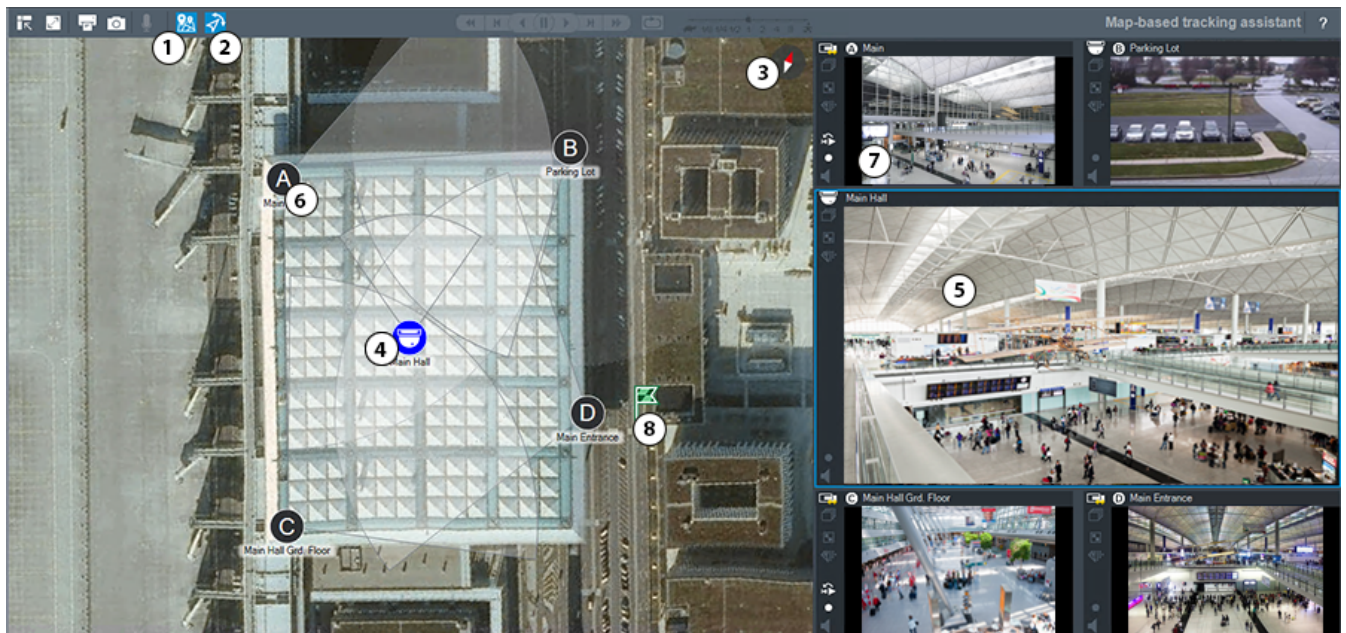 Map-based tracking assistant ?
1
2
3
A Main
B Parking Lot
B
Parking Lot
A
Main
6
7
Main Hall
5
4
Main Hall
D
Main Entrance
8
C
Main Hall Grd. Floor
C Main Hall Grd. Floor
D Main Entrance